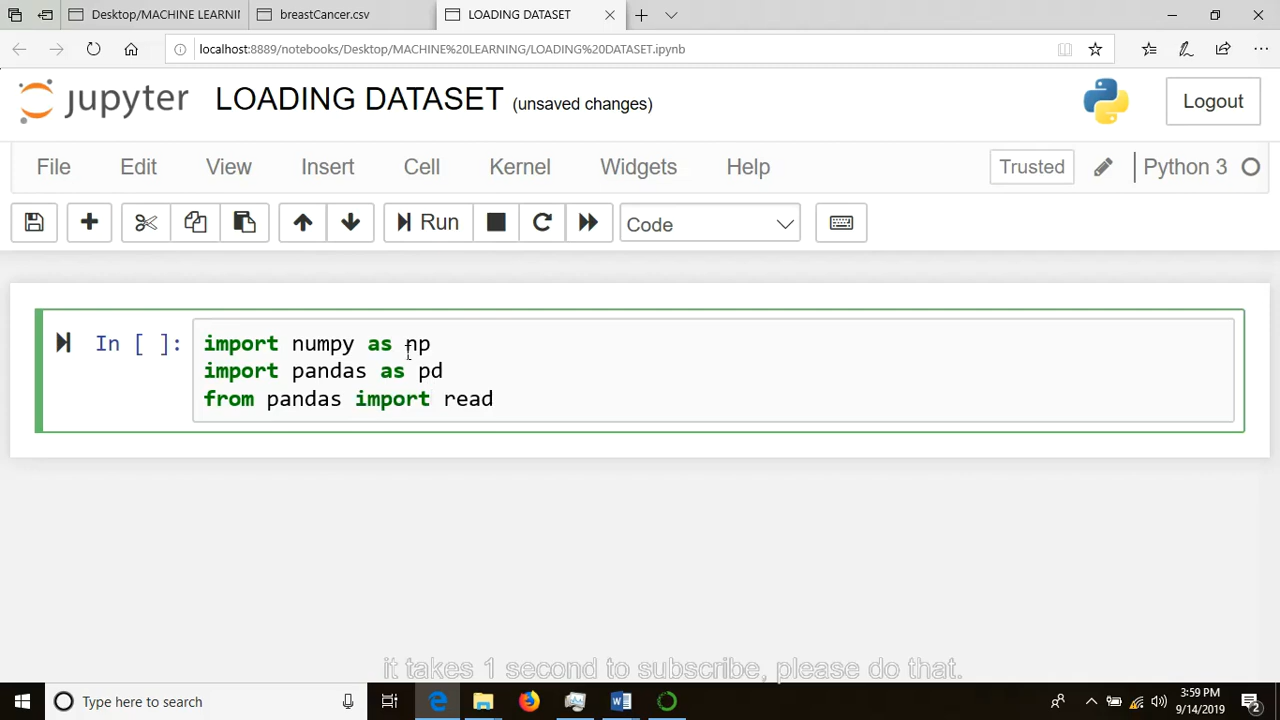 Desktop/MACHINE LEARNIN
breastCancer.csv
LOADING DATASET
localhost:8889/notebooks/Desktop/MACHINE%20LEARNING/LOADING%20DATASET.ipynb
jupyter LOADING DATASET (unsaved changes)
Logout
File Edit View Insert Cell Kernel Widgets Help
Trusted
Python 3
Run
Code
In [ ]:
import numpy as np
import pandas as pd
from pandas import read
it takes 1 second to subscribe, please do that.
Type here to search
3:59 PM
9/14/2019
2